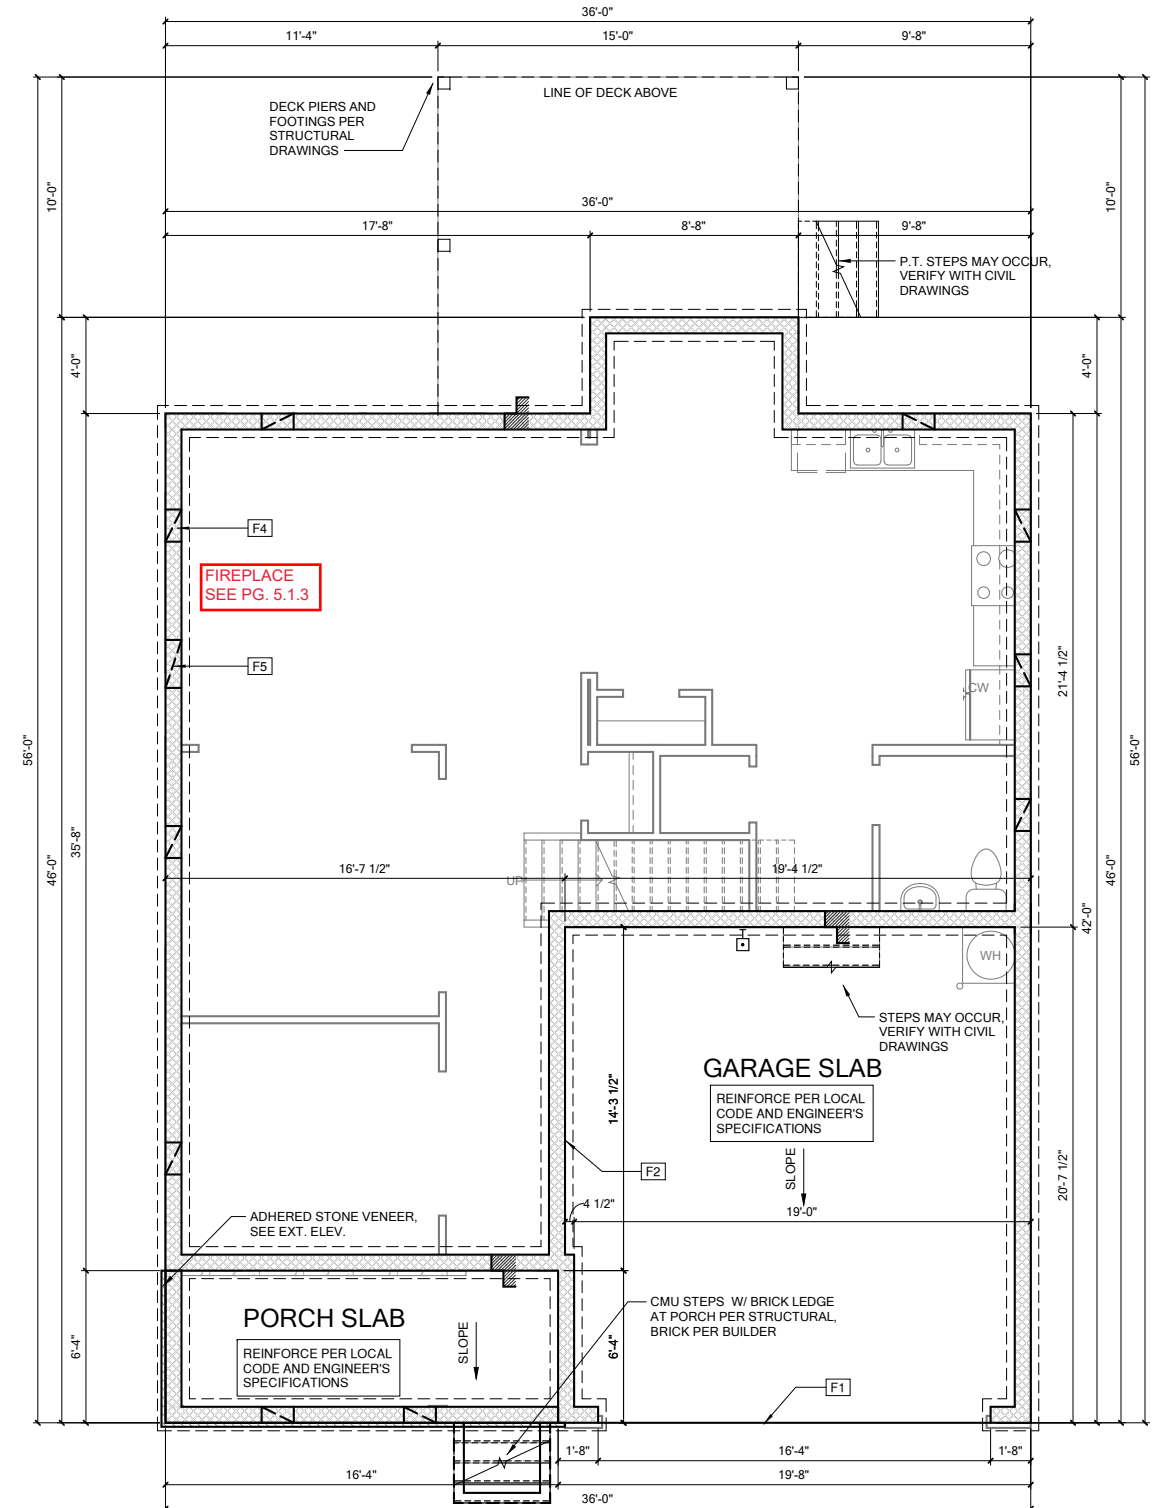 36'-0"
11'-4"
15'-0"
9'-8"
LINE OF DECK ABOVE
DECK PIERS AND
FOOTINGS PER
STRUCTURAL
DRAWINGS
10'-0"
10'-0"
36'-0"
17'-8"
8'-8"
9'-8"
P.T. STEPS MAY OCCUR,
VERIFY WITH CIVIL
DRAWINGS
4'-0"
4'-0"
F4
FIREPLACE
SEE PG. 5.1.3
F5
CW
21'-4 1/2"
56'-0"
46'-0"
35'-8"
56'-0"
46'-0"
42'-0"
16'-7 1/2"
19'-4 1/2"
UP
WH
STEPS MAY OCCUR,
VERIFY WITH CIVIL
DRAWINGS
GARAGE SLAB
REINFORCE PER LOCAL
CODE AND ENGINEER'S
SPECIFICATIONS
14'-3 1/2"
F2
SLOPE
20'-7 1/2"
4 1/2"
19'-0"
ADHERED STONE VENEER,
SEE EXT. ELEV.
PORCH SLAB
REINFORCE PER LOCAL
CODE AND ENGINEER'S
SPECIFICATIONS
SLOPE
6'-4"
6'-4"
CMU STEPS W/ BRICK LEDGE
AT PORCH PER STRUCTURAL,
BRICK PER BUILDER
F1
1'-8"
16'-4"
1'-8"
16'-4"
19'-8"
36'-0"